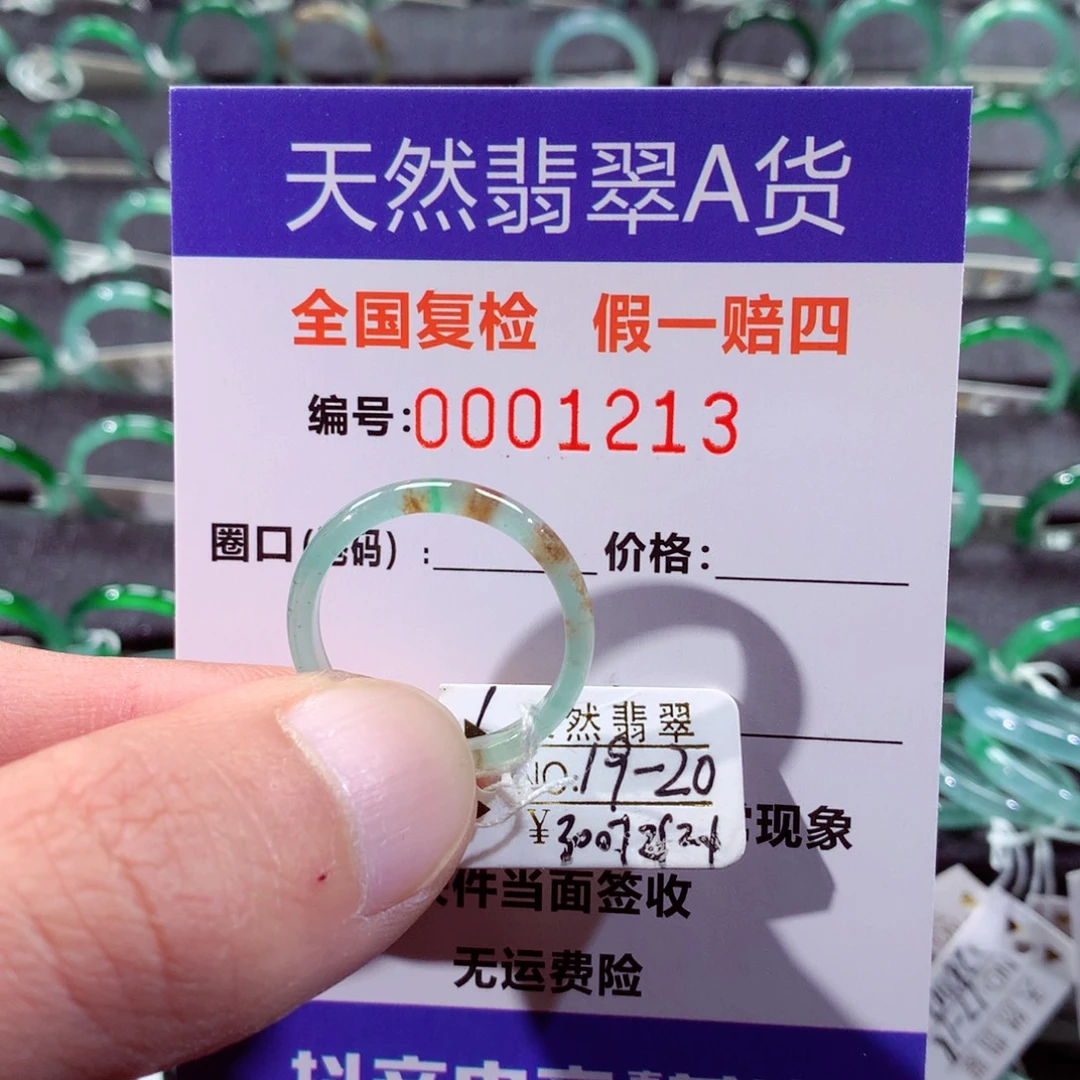 天然翡翠A货
全国复检 假一赔四
编号:0001213
圈口(号码): 价格:
然翡翠
NO:19-20
¥
现象
件当面签收
无运费险